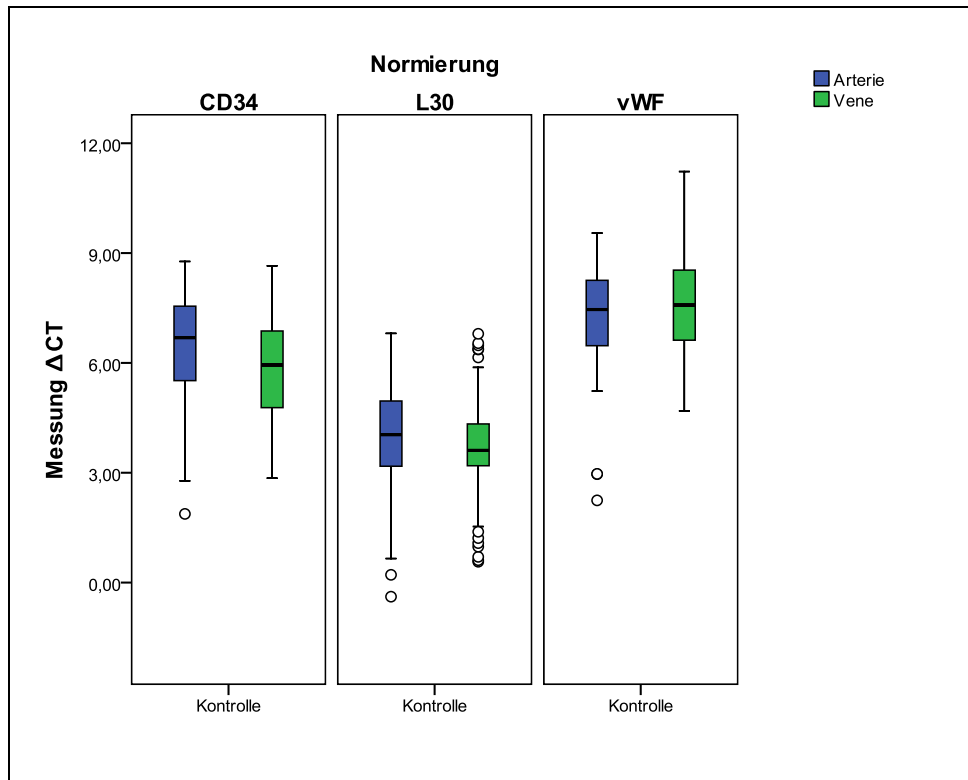 Normierung
CD34 L30 vWF
Arterie
Vene
Messung ΔCT
12,00
9,00
6,00
3,00
0,00
Kontrolle Kontrolle Kontrolle